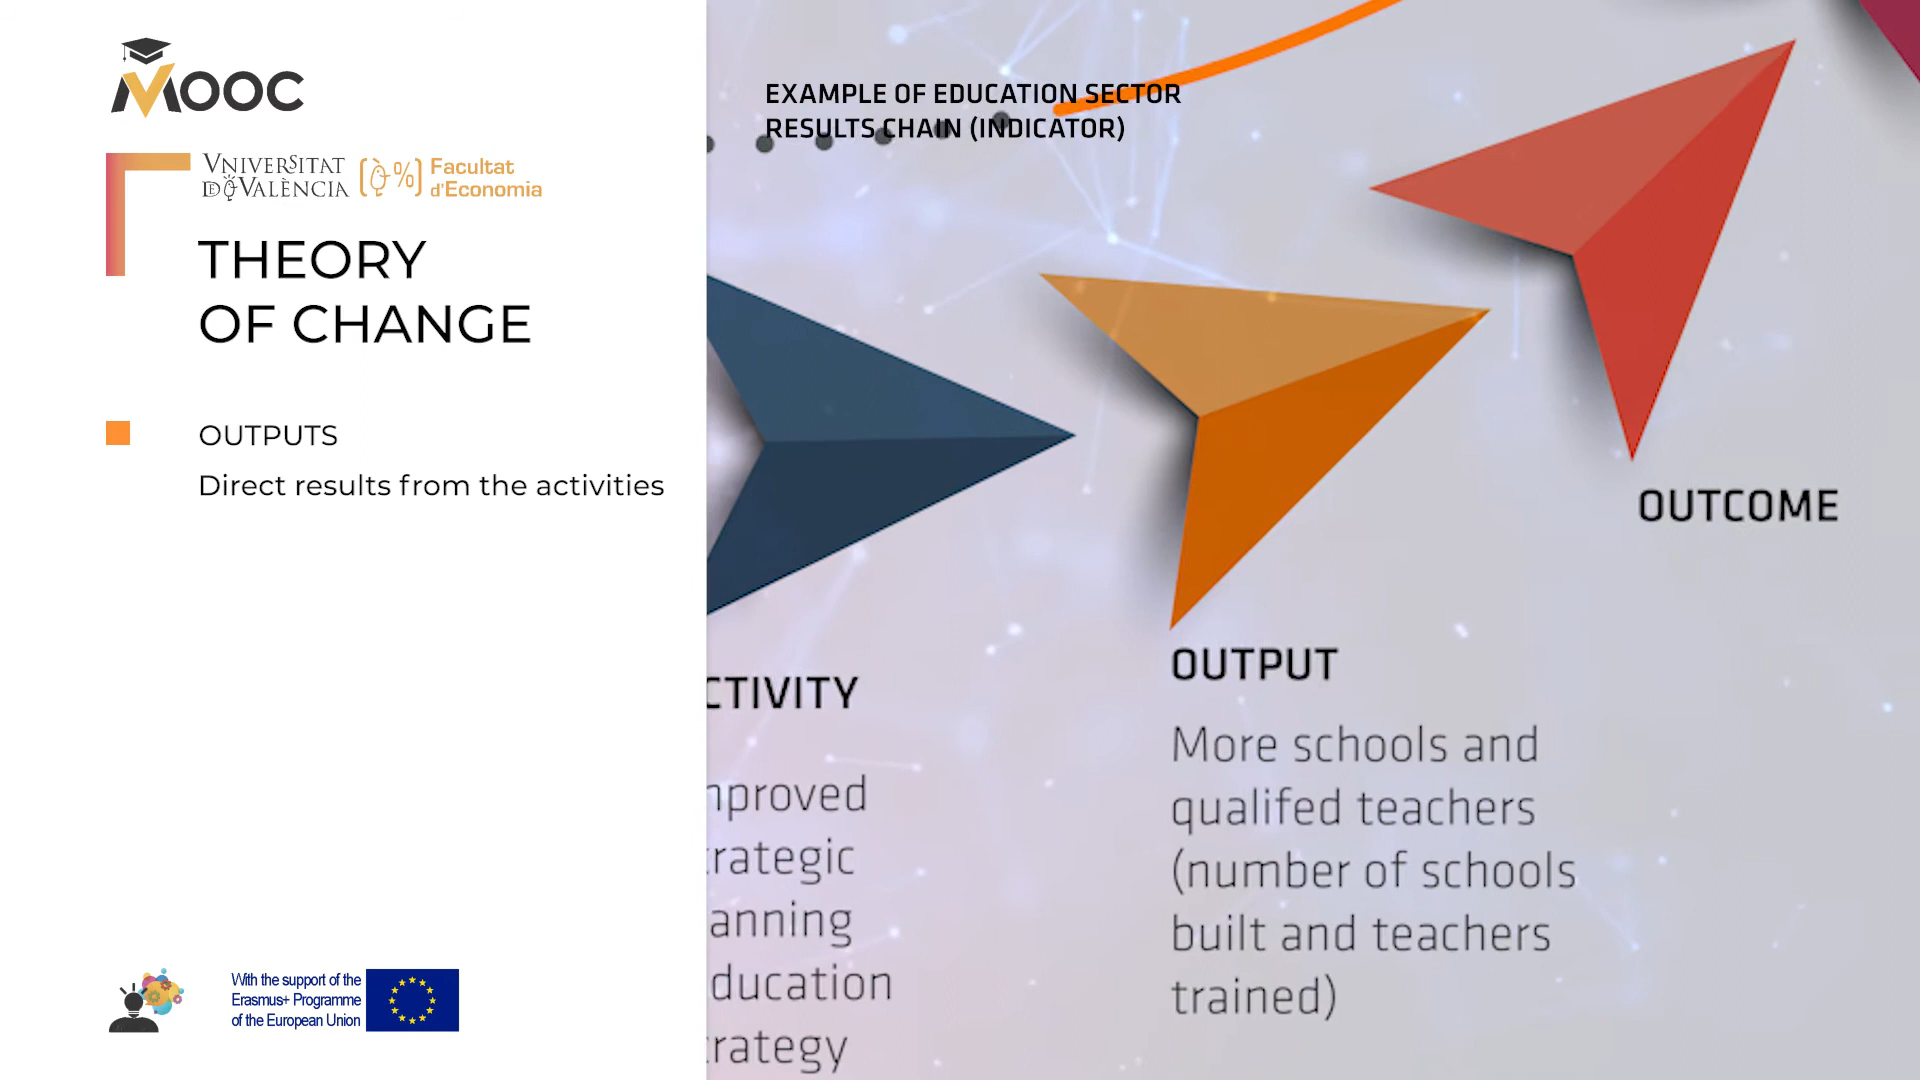 MOOC
VNIVERSITAT
DE VALÈNCIA
Facultat
d'Economia
THEORY
OF CHANGE
OUTPUTS
Direct results from the activities
With the support of the
Erasmus+ Programme
of the European Union
EXAMPLE OF EDUCATION SECTOR
RESULTS CHAIN (INDICATOR)
CTIVITY
nproved
trategic
anning
ducation
trategy
OUTPUT
More schools and
qualifed teachers
(number of schools
built and teachers
trained)
OUTCOME